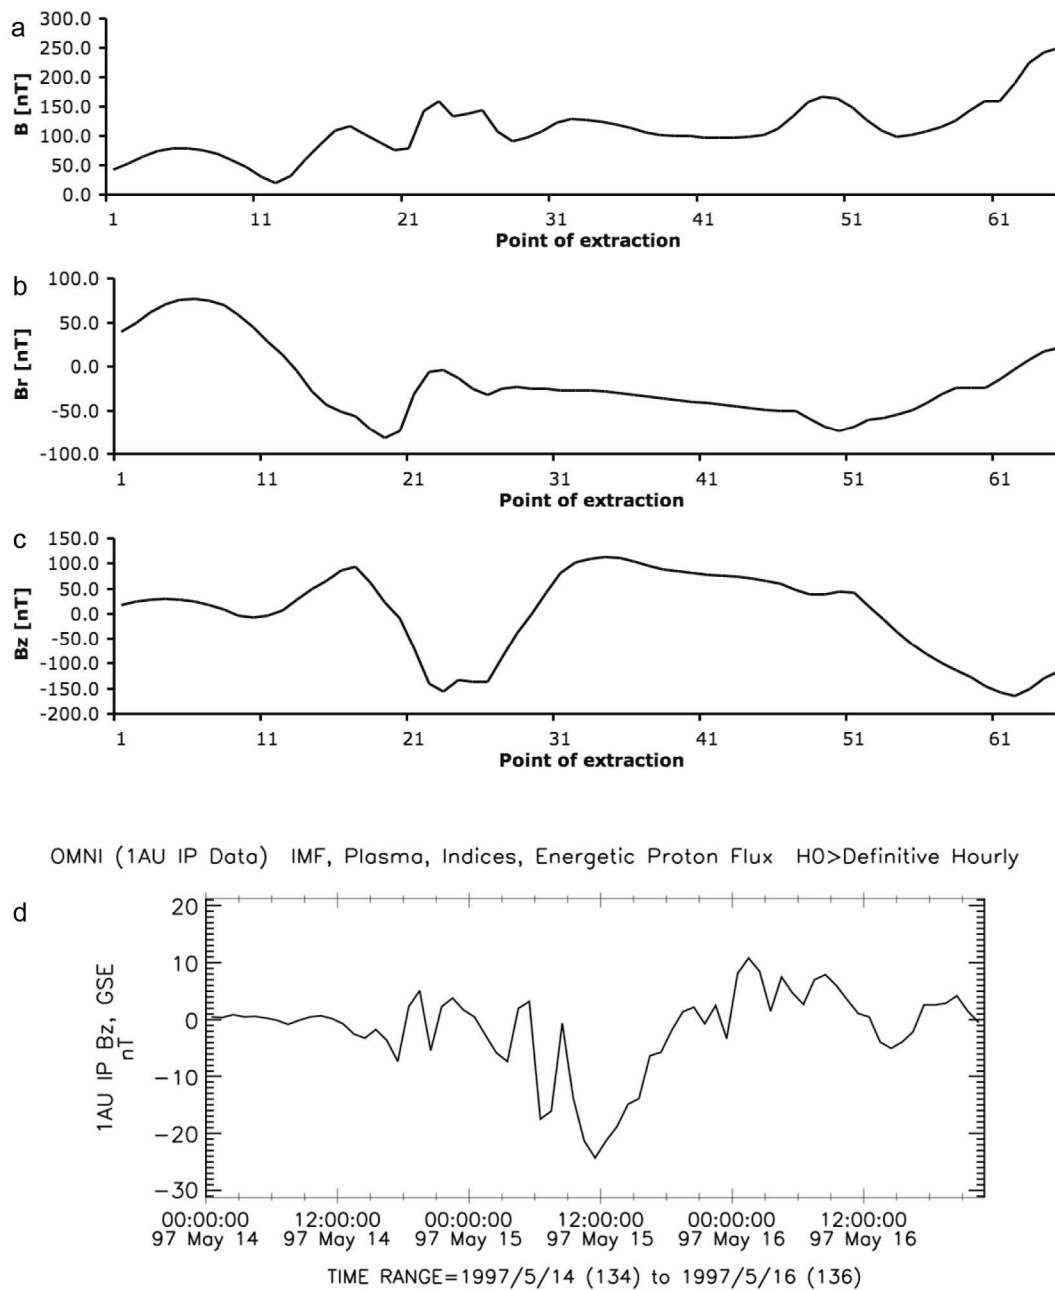 a
B [nT]
300.0
250.0
200.0
150.0
100.0
50.0
0.0
1 11 21 31 41 51 61
Point of extraction
b
Br [nT]
100.0
50.0
0.0
-50.0
-100.0
1 11 21 31 41 51 61
Point of extraction
c
Bz [nT]
150.0
100.0
50.0
0.0
-50.0
-100.0
-150.0
-200.0
1 11 21 31 41 51 61
Point of extraction
OMNI (1AU IP Data) IMF, Plasma, Indices, Energetic Proton Flux H0>Definitive Hourly
d
1AU IP Bz, GSE
nT
20
10
0
-10
-20
-30
00:00:00 12:00:00 00:00:00 12:00:00 00:00:00 12:00:00
97 May 14 97 May 14 97 May 15 97 May 15 97 May 16 97 May 16
TIME RANGE=1997/5/14 (134) to 1997/5/16 (136)